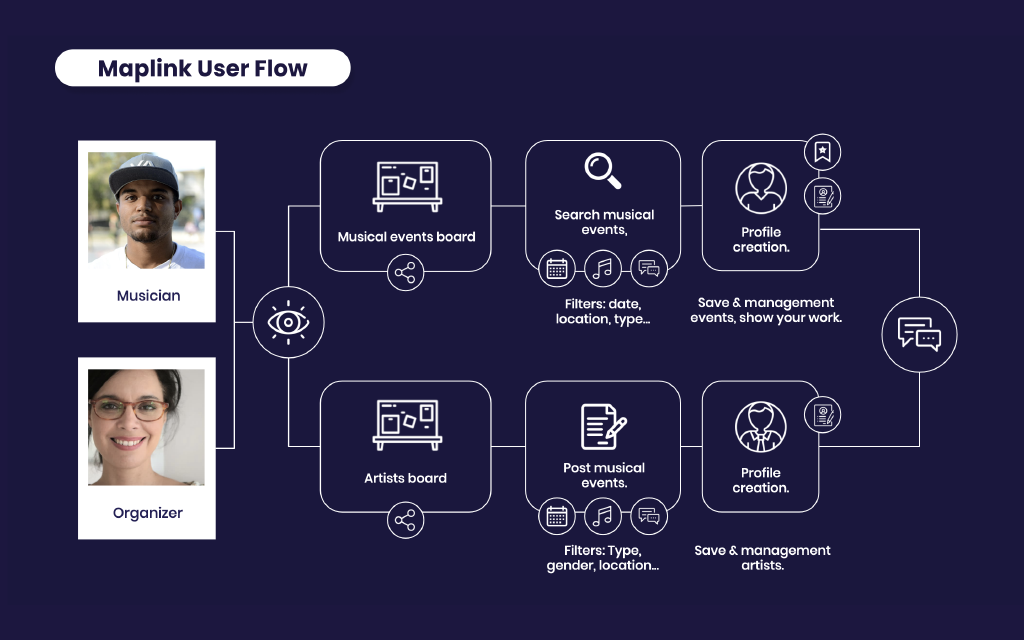 Maplink User Flow
Musician
Musical events board
Search musical
events,
Filters: date,
location, type...
Profile
creation.
Save & management
events, show your work.
Organizer
Artists board
Post musical
events.
Filters: Type,
gender, location...
Profile
creation.
Save & management
artists.